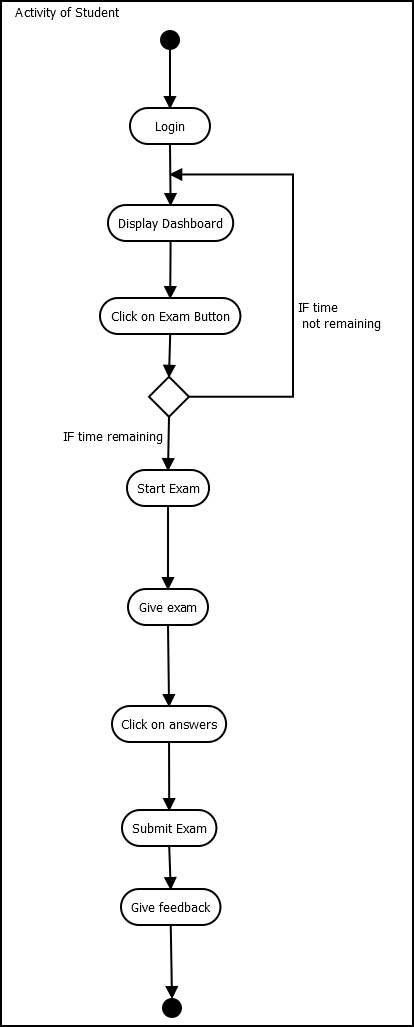 Activity of Student
Login
Display Dashboard
Click on Exam Button
IF time
not remaining
IF time remaining
Start Exam
Give exam
Click on answers
Submit Exam
Give feedback